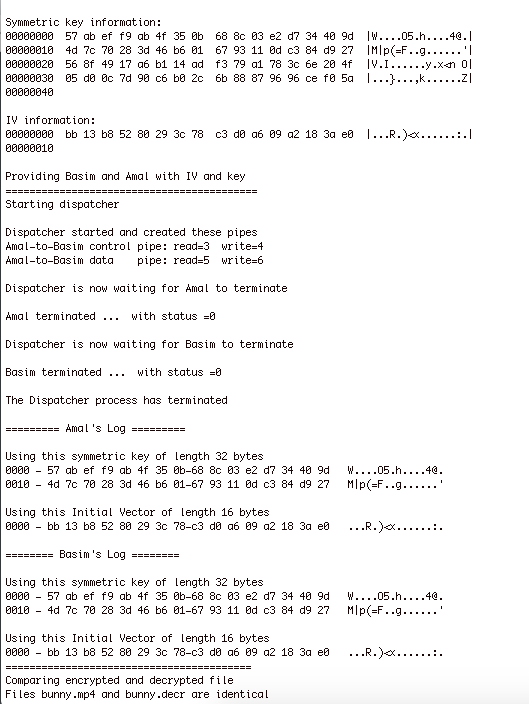 Symmetric key information:
00000000  57 ab ef f9 ab 4f 35 0b  68 8c 03 e2 d7 34 40 9d  |W....O5.h....4@.|
00000010  4d 7c 70 28 3d 46 b6 01  67 93 11 0d c3 84 d9 27  |M|p(=F..g......'|
00000020  56 8f 49 17 a6 b1 14 ad  f3 79 a1 78 3c 6e 20 4f  |V.I......y.x<n O|
00000030  05 d0 0c 7d 90 c6 b0 2c  6b 88 87 96 96 ce f0 5a  |...}...,k......Z|
00000040
IV information:
00000000  bb 13 b8 52 80 29 3c 78  c3 d0 a6 09 a2 18 3a e0  |...R.)<x......:.|
00000010
Providing Basim and Amal with IV and key
=========================================
Starting dispatcher
Dispatcher started and created these pipes
Amal-to-Basim control pipe: read=3  write=4
Amal-to-Basim data    pipe: read=5  write=6
Dispatcher is now waiting for Amal to terminate
Amal terminated ...  with status =0
Dispatcher is now waiting for Basim to terminate
Basim terminated ...  with status =0
The Dispatcher process has terminated
========= Amal's Log =========
Using this symmetric key of length 32 bytes
0000 - 57 ab ef f9 ab 4f 35 0b-68 8c 03 e2 d7 34 40 9d   W....O5.h....4@.
0010 - 4d 7c 70 28 3d 46 b6 01-67 93 11 0d c3 84 d9 27   M|p(=F..g......'
Using this Initial Vector of length 16 bytes
0000 - bb 13 b8 52 80 29 3c 78-c3 d0 a6 09 a2 18 3a e0   ...R.)<x......:.
======== Basim's Log ========
Using this symmetric key of length 32 bytes
0000 - 57 ab ef f9 ab 4f 35 0b-68 8c 03 e2 d7 34 40 9d   W....O5.h....4@.
0010 - 4d 7c 70 28 3d 46 b6 01-67 93 11 0d c3 84 d9 27   M|p(=F..g......'
Using this Initial Vector of length 16 bytes
0000 - bb 13 b8 52 80 29 3c 78-c3 d0 a6 09 a2 18 3a e0   ...R.)<x......:.
========================================
Comparing encrypted and decrypted file
Files bunny.mp4 and bunny.decr are identical